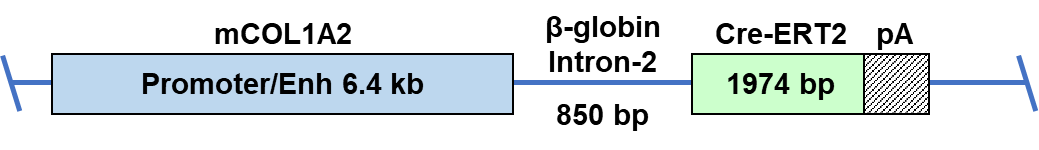 mCOL1A2
Promoter/Enh 6.4 kb
β-globin
Intron-2
850 bp
Cre-ERT2
1974 bp
pA